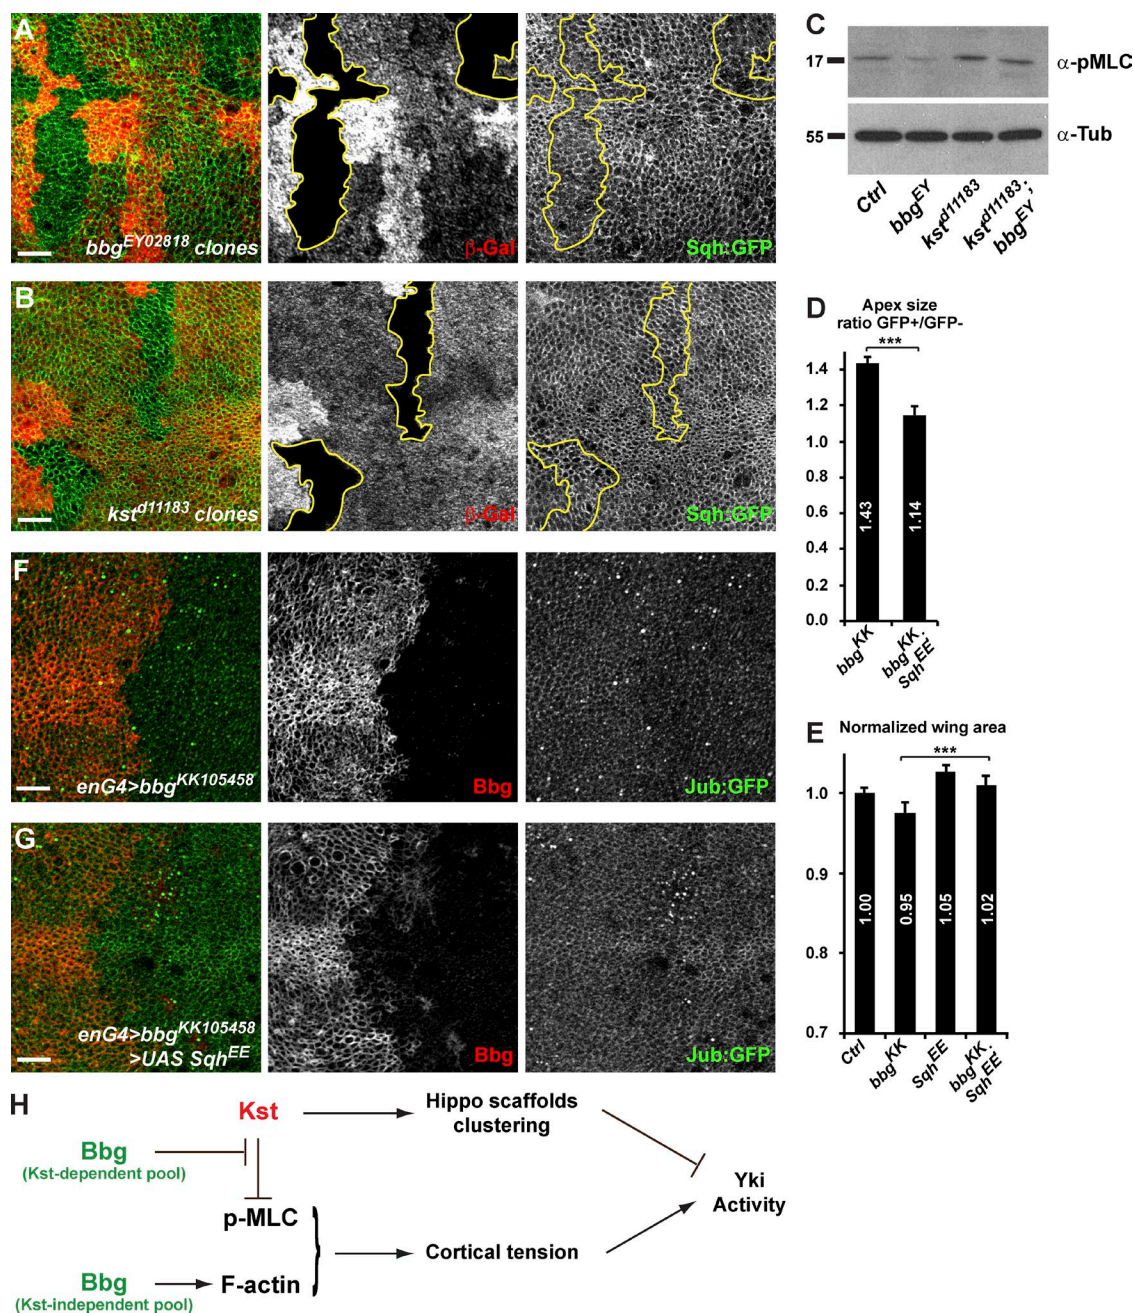 A
bbg^EY02818 clones
β-Gal
Sqh:GFP
B
kst^d11183 clones
β-Gal
Sqh:GFP
F
enG4>bbg^KK105458
Bbg
Jub:GFP
G
enG4>bbg^KK105458
>UAS Sqh^EE
Bbg
Jub:GFP
C
17
α-pMLC
55
α-Tub
Ctrl
bbg^EY
kst^d11183
kst^d11183;
bbg^EY
D
Apex size
ratio GFP+/GFP-
***
1.4
1.2
1.0
0.8
0.6
0.4
0.2
0.0
1.43
1.14
bbg^KK
bbg^KK;
Sqh^EE
E
Normalized wing area
***
1.0
0.9
0.8
0.7
1.00
0.95
1.05
1.02
Ctrl
bbg^KK
Sqh^EE
bbg^KK;
Sqh^EE
H
Kst
Hippo scaffolds
clustering
Bbg
(Kst-dependent pool)
Yki
Activity
p-MLC
Cortical tension
Bbg
(Kst-independent pool)
F-actin